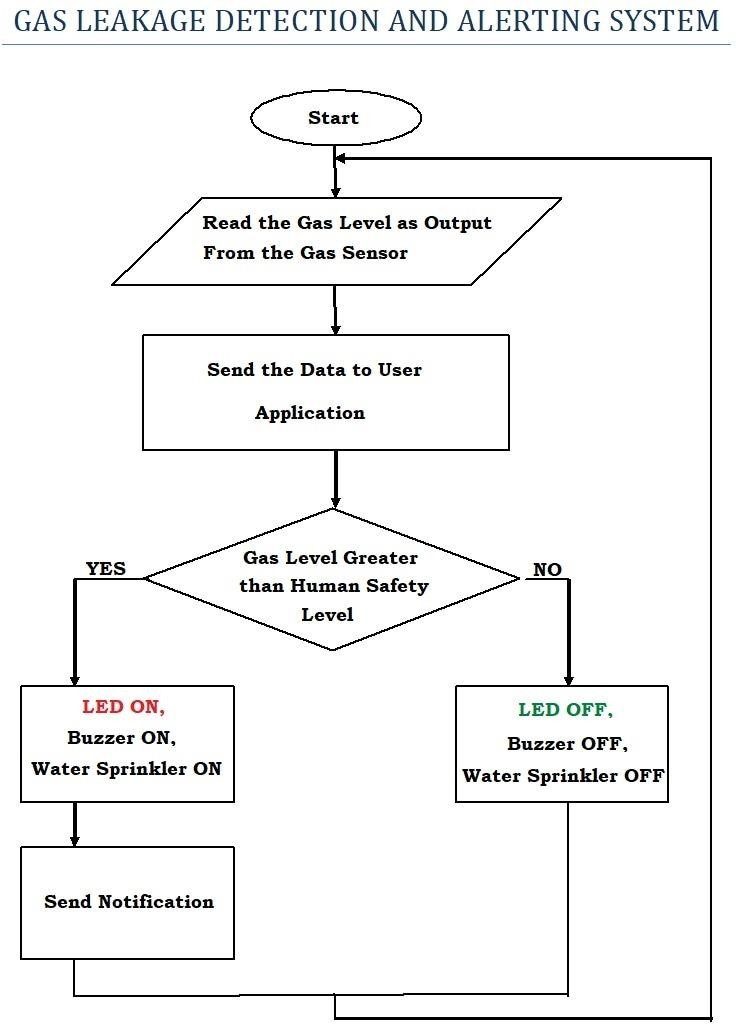 GAS LEAKAGE DETECTION AND ALERTING SYSTEM
Start
Read the Gas Level as Output
From the Gas Sensor
Send the Data to User
Application
Gas Level Greater
than Human Safety
Level
YES
NO
LED ON,
Buzzer ON,
Water Sprinkler ON
LED OFF,
Buzzer OFF,
Water Sprinkler OFF
Send Notification